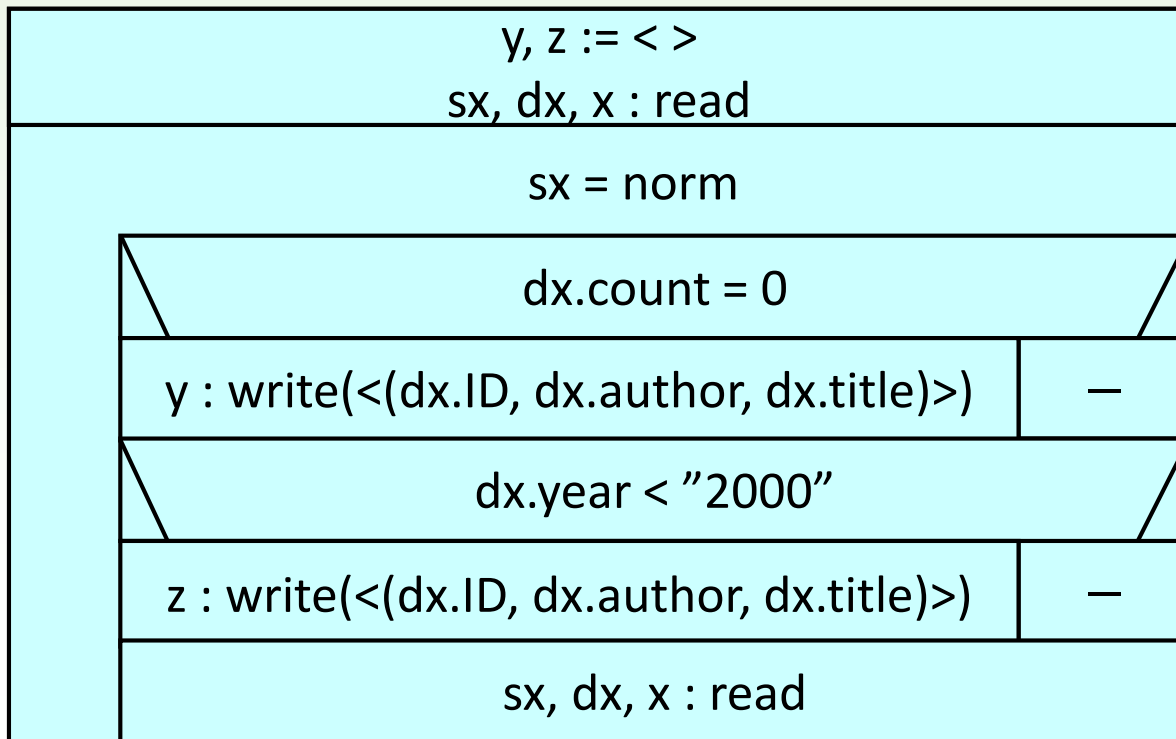 y, z := < >
sx, dx, x : read
sx = norm
dx.count = 0
y : write(<(dx.ID, dx.author, dx.title)>) –
dx.year < ”2000”
z : write(<(dx.ID, dx.author, dx.title)>) –
sx, dx, x : read